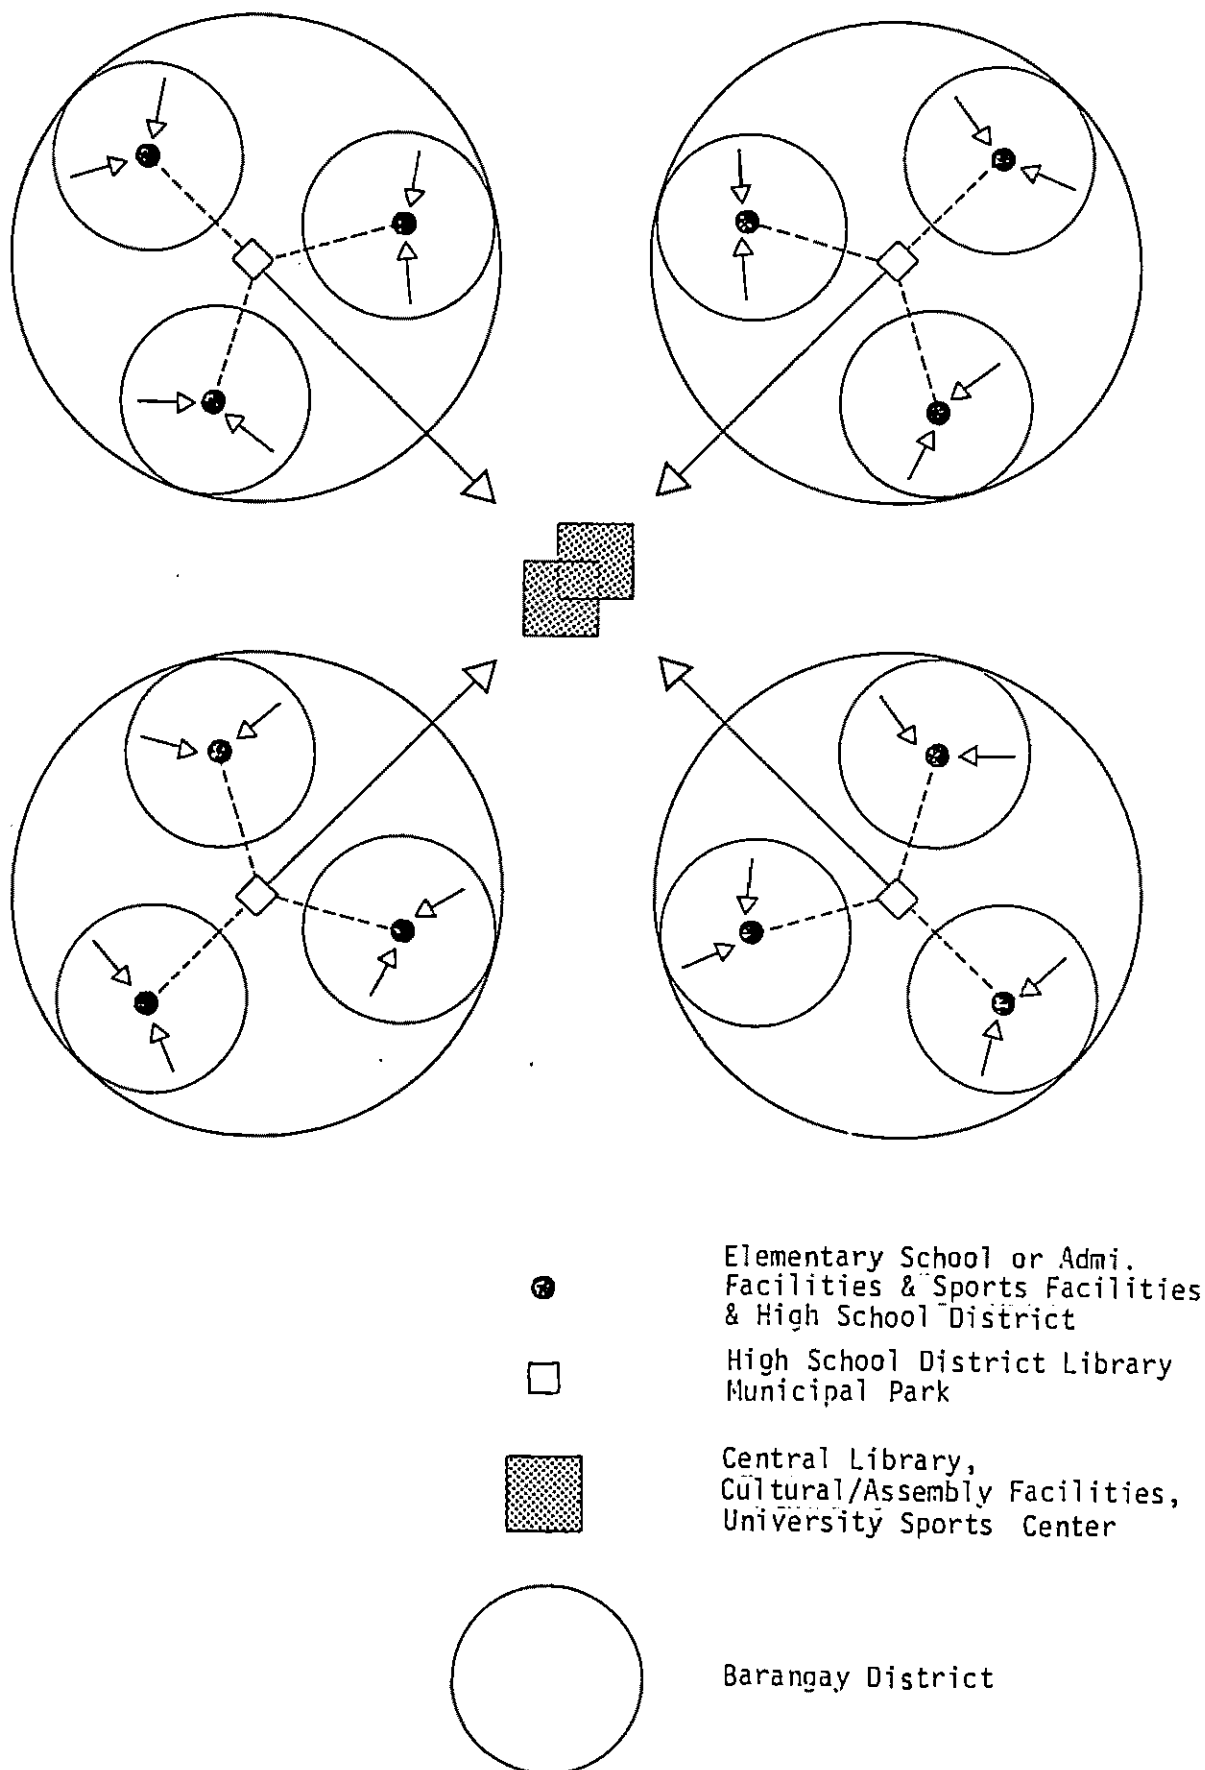 Elementary School or Admi.
Facilities & Sports Facilities
& High School District
High School District Library
Municipal Park
Central Library,
Cultural/Assembly Facilities,
University Sports Center
Barangay District